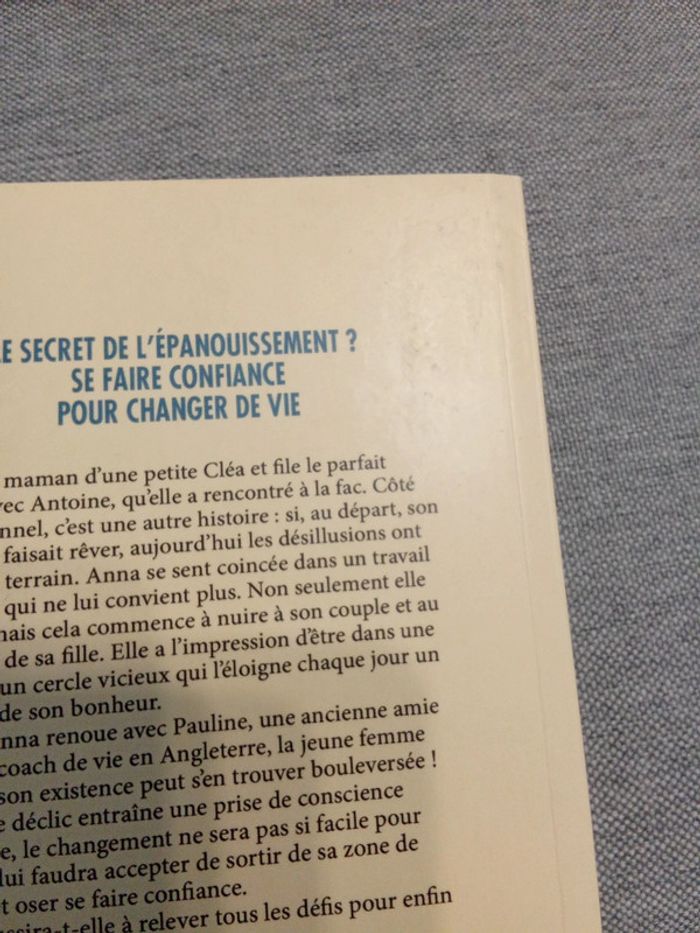 LE SECRET DE L'ÉPANOUISSEMENT ?
SE FAIRE CONFIANCE
POUR CHANGER DE VIE
maman d'une petite Cléa et file le parfait
vec Antoine, qu'elle a rencontré à la fac. Côté
nnel, c'est une autre histoire : si, au départ, son
faisait rêver, aujourd'hui les désillusions ont
terrain. Anna se sent coincée dans un travail
qui ne lui convient plus. Non seulement elle
mais cela commence à nuire à son couple et au
de sa fille. Elle a l'impression d'être dans une
un cercle vicieux qui l'éloigne chaque jour un
de son bonheur.
nna renoue avec Pauline, une ancienne amie
coach de vie en Angleterre, la jeune femme
son existence peut s'en trouver bouleversée !
e déclic entraîne une prise de conscience
e, le changement ne sera pas si facile pour
lui faudra accepter de sortir de sa zone de
t oser se faire confiance.
ssira-t-elle à relever tous les défis pour enfin